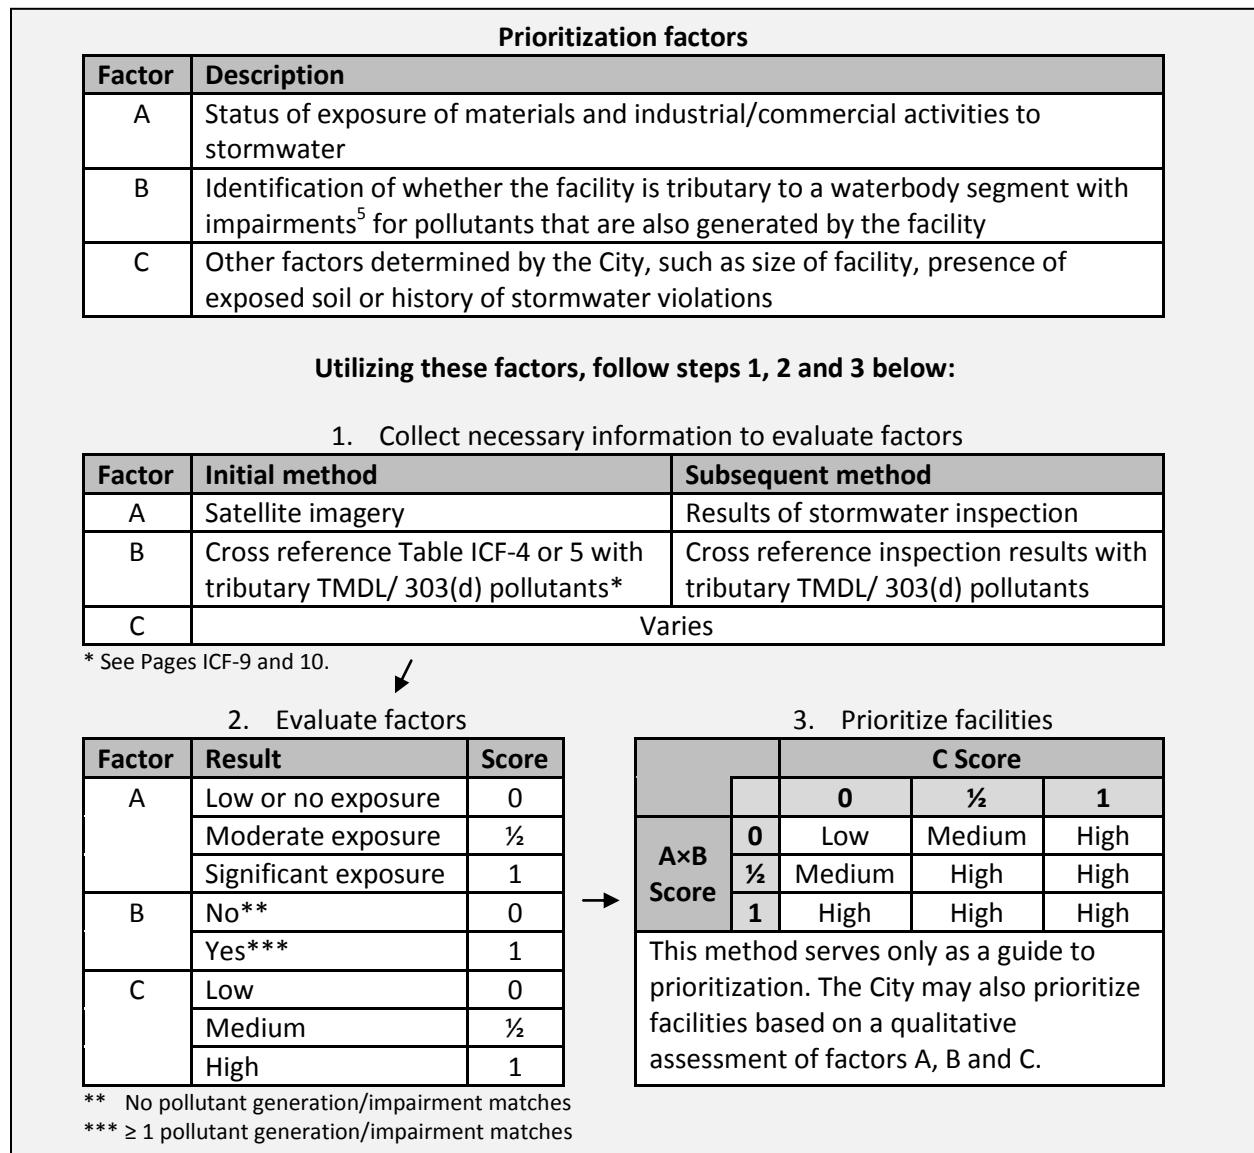 Prioritization factors
Factor Description
A Status of exposure of materials and industrial/commercial activities to
stormwater
B Identification of whether the facility is tributary to a waterbody segment with
impairments5 for pollutants that are also generated by the facility
C Other factors determined by the City, such as size of facility, presence of
exposed soil or history of stormwater violations
Utilizing these factors, follow steps 1, 2 and 3 below:
1. Collect necessary information to evaluate factors
Factor Initial method Subsequent method
A Satellite imagery Results of stormwater inspection
B Cross reference Table ICF-4 or 5 with Cross reference inspection results with
tributary TMDL/ 303(d) pollutants* tributary TMDL/ 303(d) pollutants
C Varies
* See Pages ICF-9 and 10.
2. Evaluate factors
Factor Result Score
A Low or no exposure 0
Moderate exposure ½
Significant exposure 1
B No** 0
Yes*** 1
C Low 0
Medium ½
High 1
** No pollutant generation/impairment matches
*** ≥ 1 pollutant generation/impairment matches
3. Prioritize facilities
C Score
0 ½ 1
A×B
Score
0 Low Medium High
½ Medium High High
1 High High High
This method serves only as a guide to
prioritization. The City may also prioritize
facilities based on a qualitative
assessment of factors A, B and C.